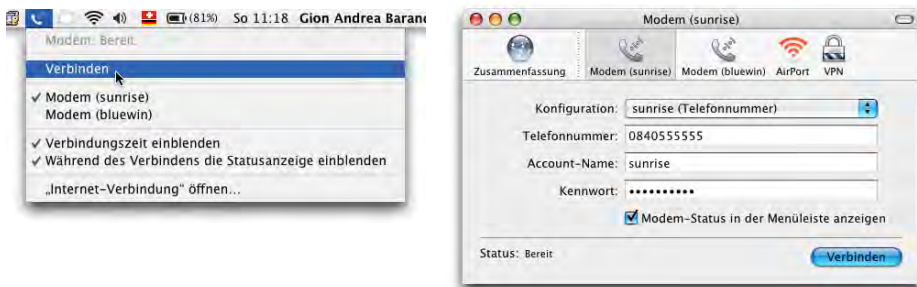 (81%) So 11:18 Gion Andrea Baran
Modem: Bereit
Verbinden
✓ Modem (sunrise)
Modem (bluewin)
✓ Verbindungszeit einblenden
✓ Während des Verbindens die Statusanzeige einblenden
„Internet-Verbindung“ öffnen...
Modem (sunrise)
Zusammenfassung Modem (sunrise) Modem (bluewin) AirPort VPN
Konfiguration: sunrise (Telefonnummer)
Telefonnummer: 0840555555
Account-Name: sunrise
Kennwort: ••••••••••
Modem-Status in der Menüleiste anzeigen
Status: Bereit
Verbinden